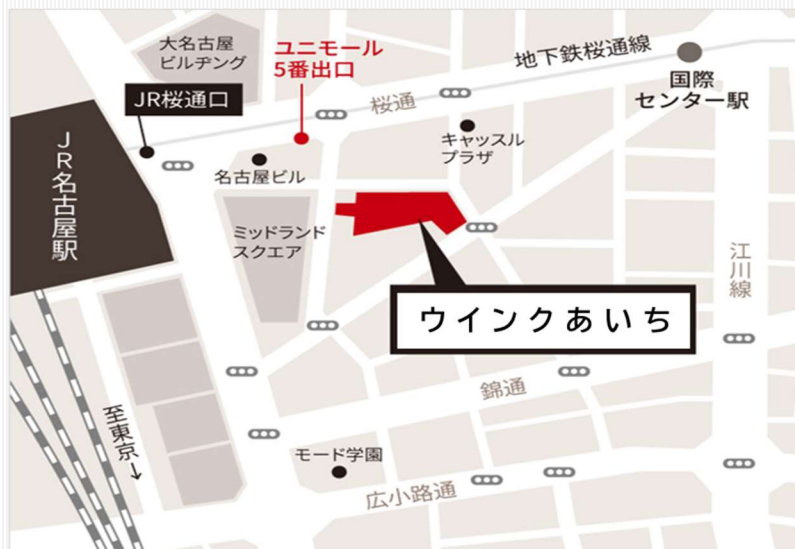 大名古屋
ビルヂング
ユニモール
5番出口
地下鉄桜通線
国際
センター駅
JR桜通口
桜通
キャッスル
プラザ
JR名古屋駅
名古屋ビル
ミッドランド
スクエア
江川線
ウインクあいち
錦通
至東京→
モード学園
広小路通